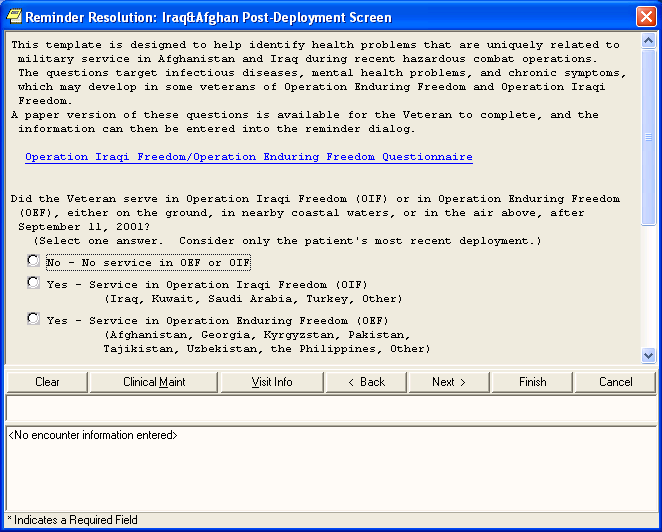 Reminder Resolution: Iraq&Afghan Post-Deployment Screen
This template is designed to help identify health problems that are uniquely related to
military service in Afghanistan and Iraq during recent hazardous combat operations.
The questions target infectious diseases, mental health problems, and chronic symptoms,
which may develop in some veterans of Operation Enduring Freedom and Operation Iraqi
Freedom.
A paper version of these questions is available for the Veteran to complete, and the
information can then be entered into the reminder dialog.
Operation Iraqi Freedom/Operation Enduring Freedom Questionnaire
Did the Veteran serve in Operation Iraqi Freedom (OIF) or in Operation Enduring Freedom
(OEF), either on the ground, in nearby coastal waters, or in the air above, after
September 11, 2001?
(Select one answer.  Consider only the patient's most recent deployment.)
No - No service in OEF or OIF
Yes - Service in Operation Iraqi Freedom (OIF)
(Iraq, Kuwait, Saudi Arabia, Turkey, Other)
Yes - Service in Operation Enduring Freedom (OEF)
(Afghanistan, Georgia, Kyrgyzstan, Pakistan,
Tajikistan, Uzbekistan, the Philippines, Other)
Clear Clinical Maint Visit Info < Back Next > Finish Cancel
<No encounter information entered>
* Indicates a Required Field